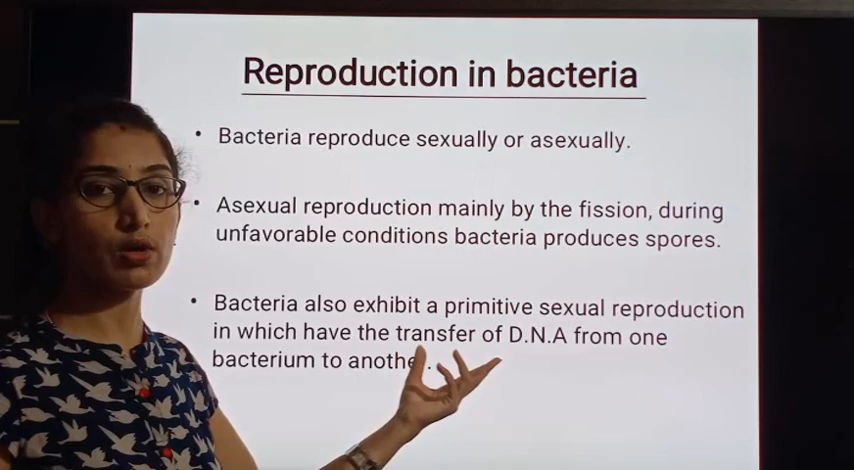 Reproduction in bacteria
• Bacteria reproduce sexually or asexually.
• Asexual reproduction mainly by the fission, during
unfavorable conditions bacteria produces spores.
• Bacteria also exhibit a primitive sexual reproduction
in which have the transfer of D.N.A from one
bacterium to another.